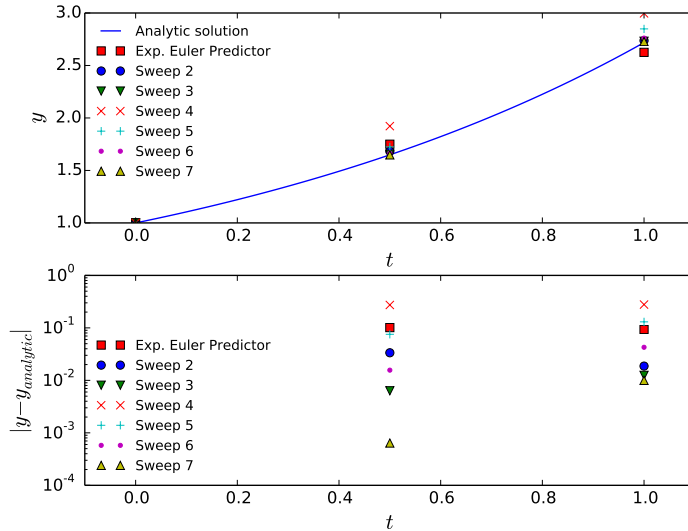 3.0
2.5
2.0
1.5
1.0
y
Analytic solution
Exp. Euler Predictor
Sweep 2
Sweep 3
Sweep 4
Sweep 5
Sweep 6
Sweep 7
0.0 0.2 0.4 0.6 0.8 1.0
t
10^0
10^-1
10^-2
10^-3
10^-4
|y−y_analytic|
Exp. Euler Predictor
Sweep 2
Sweep 3
Sweep 4
Sweep 5
Sweep 6
Sweep 7
0.0 0.2 0.4 0.6 0.8 1.0
t